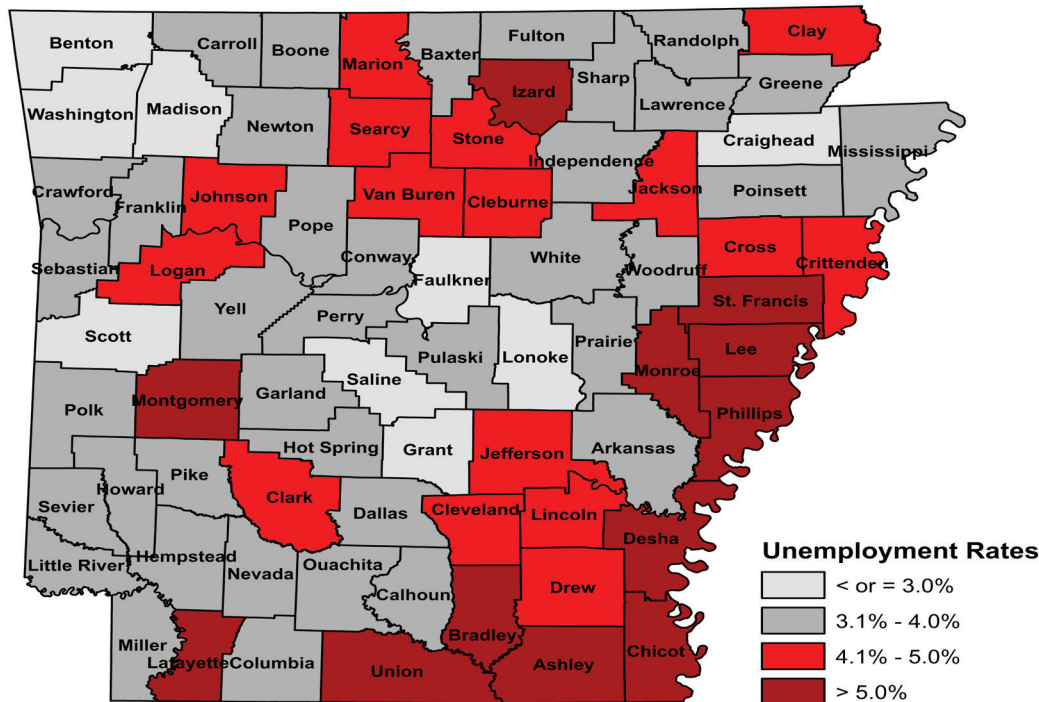 Benton
Carroll
Boone
Marion
Baxter
Fulton
Randolph
Clay
Izard
Sharp
Greene
Washington
Madison
Newton
Searcy
Stone
Lawrence
Craighead
Mississippi
Independence
Crawford
Franklin
Johnson
Pope
Van Buren
Cleburne
Jackson
Poinsett
Sebastian
Logan
Conway
Faulkner
White
Woodruff
Cross
Crittenden
Scott
Yell
Perry
Pulaski
Lonoke
Prairie
St. Francis
Lee
Monroe
Polk
Montgomery
Garland
Saline
Phillips
Hot Spring
Grant
Jefferson
Arkansas
Sevier
Howard
Pike
Clark
Dallas
Cleveland
Lincoln
Desha
Little River
Hempstead
Nevada
Ouachita
Calhoun
Drew
Miller
Lafayette
Columbia
Union
Bradley
Ashley
Chicot
Unemployment Rates
< or = 3.0%
3.1% - 4.0%
4.1% - 5.0%
> 5.0%